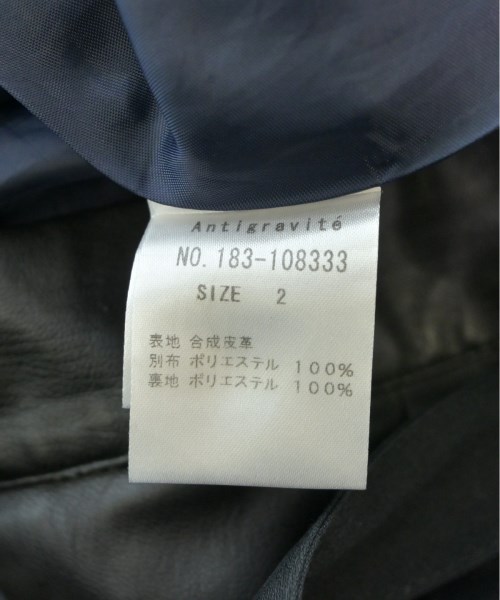 Antigravité
NO. 183-108333
SIZE 2
表地 合成皮革
別布 ポリエステル 100%
裏地 ポリエステル 100%